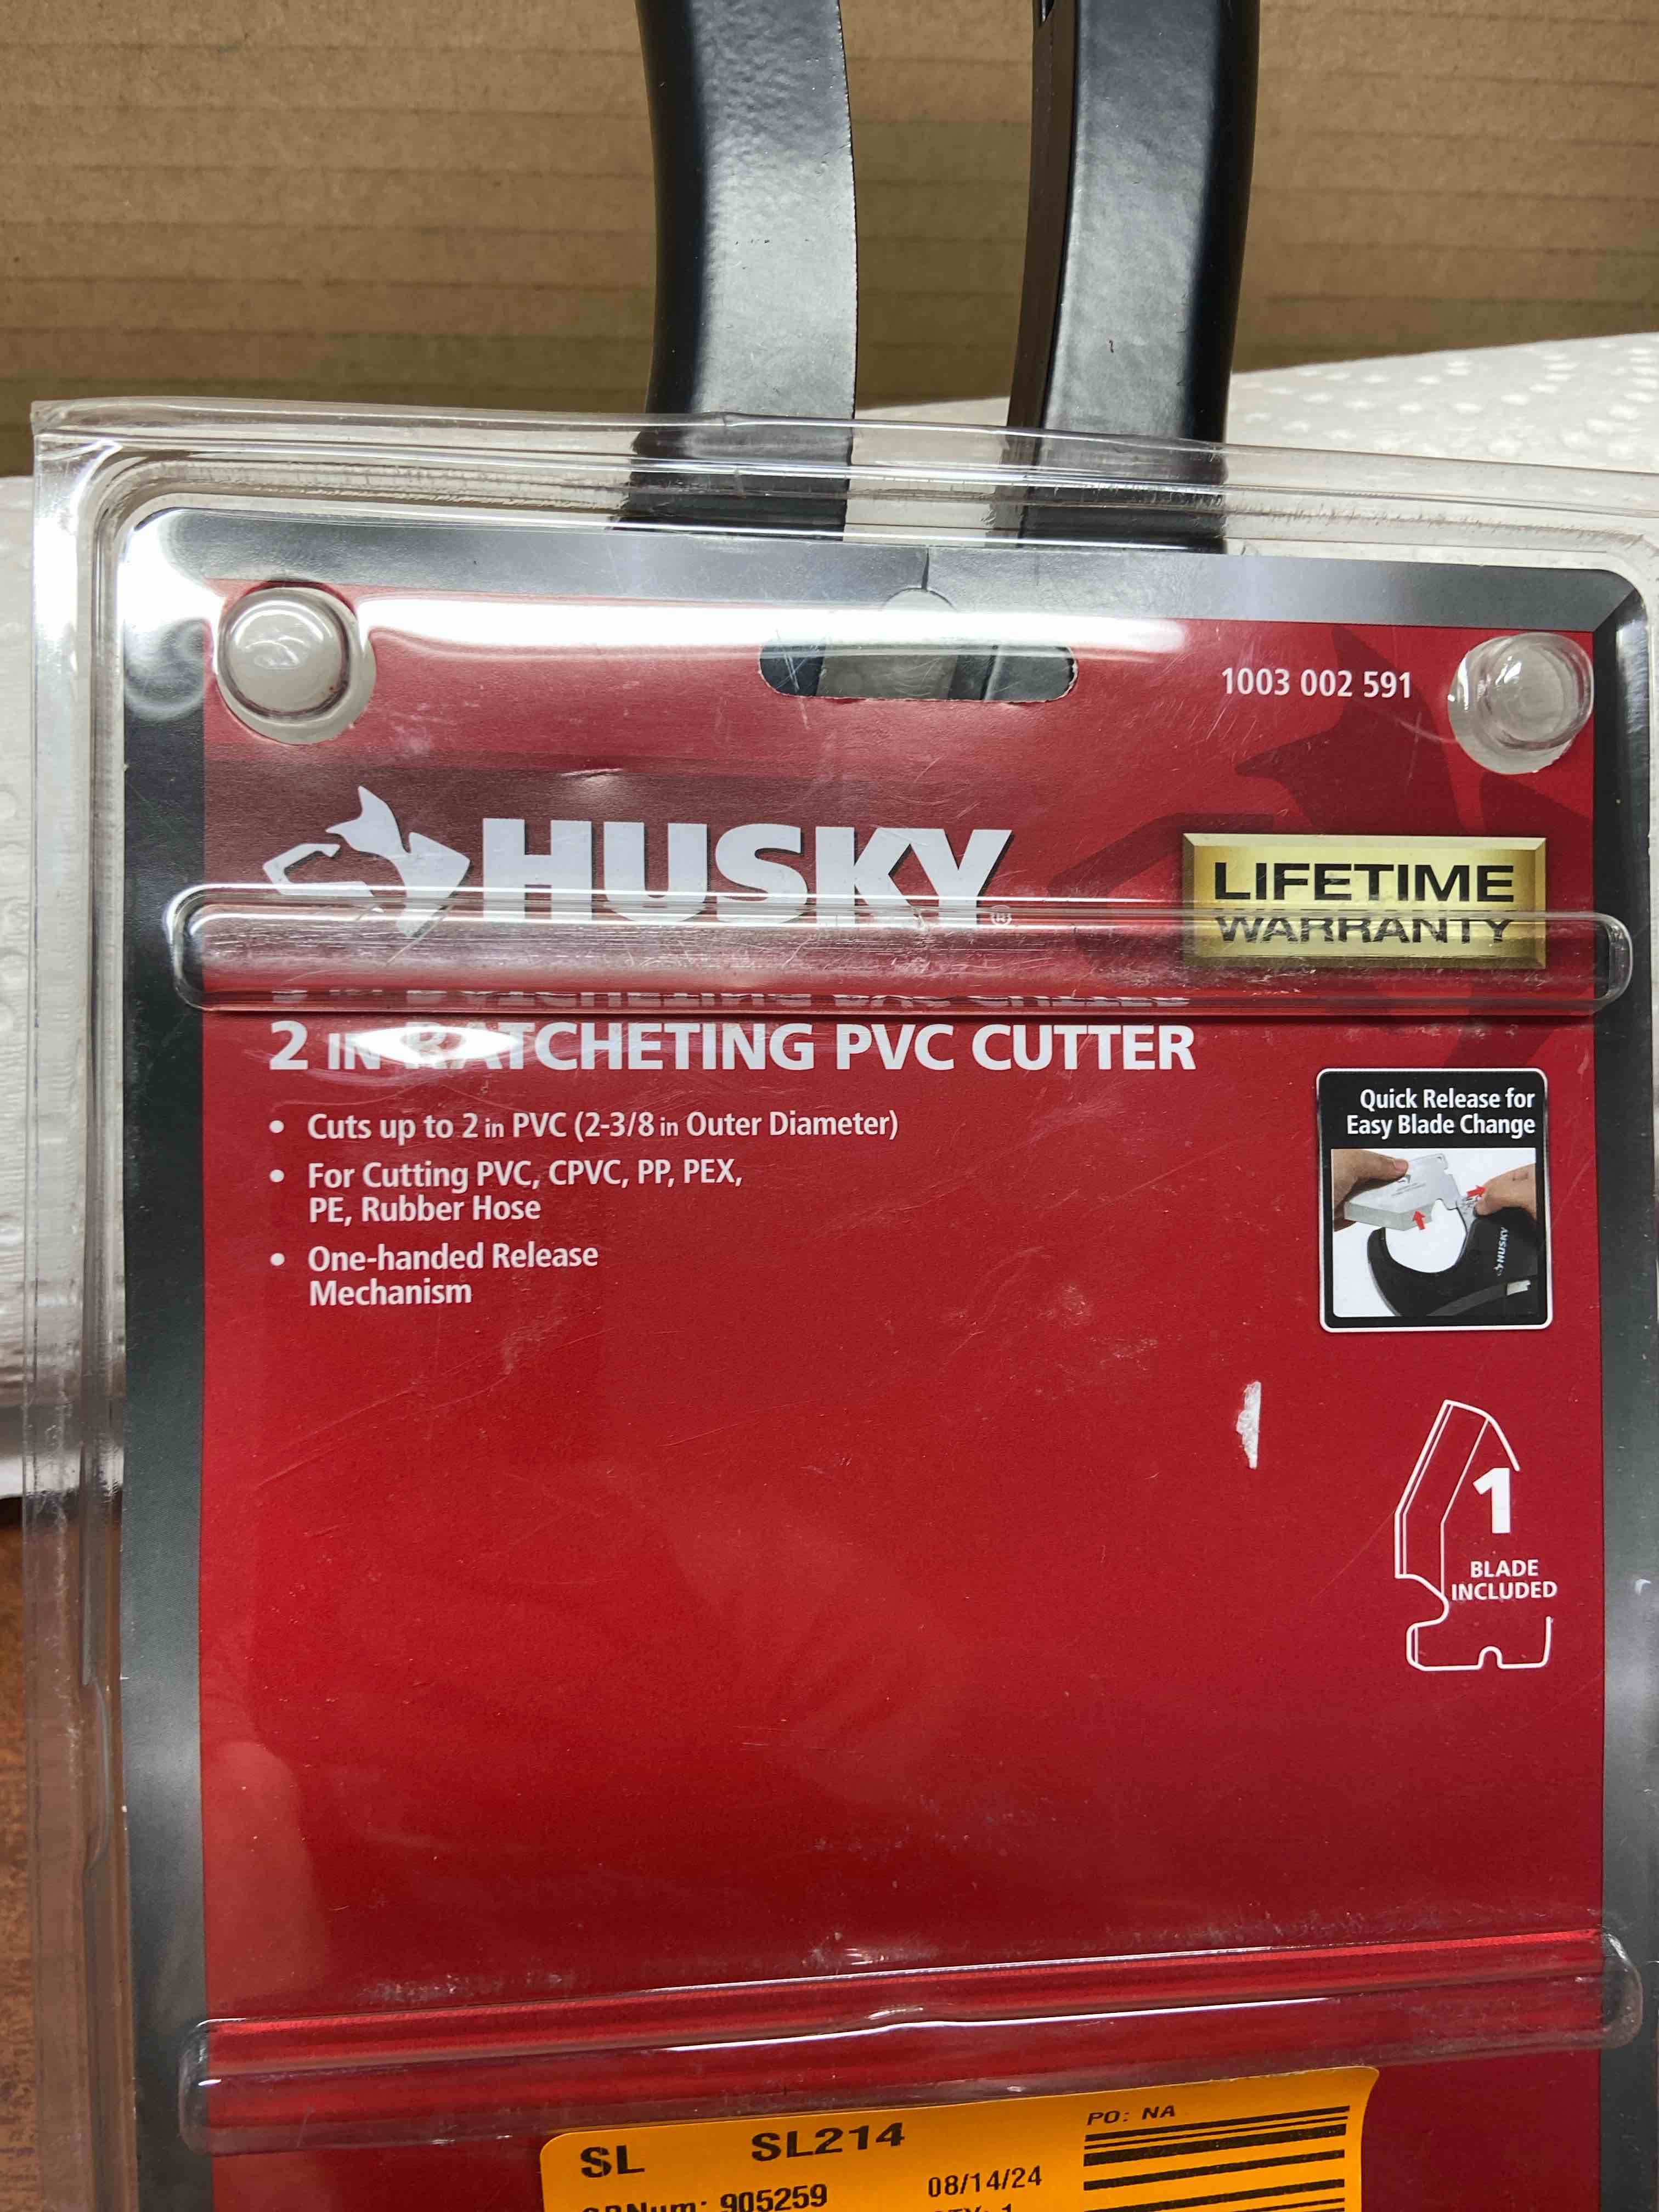 1003 002 591
HUSKY®
LIFETIME
WARRANTY
2 in RATCHETING PVC CUTTER
• Cuts up to 2 in PVC (2-3/8 in Outer Diameter)
• For Cutting PVC, CPVC, PP, PEX,
PE, Rubber Hose
• One-handed Release
Mechanism
Quick Release for
Easy Blade Change
HUSKY
1
BLADE
INCLUDED
SL SL214
PO: NA
905259
08/14/24